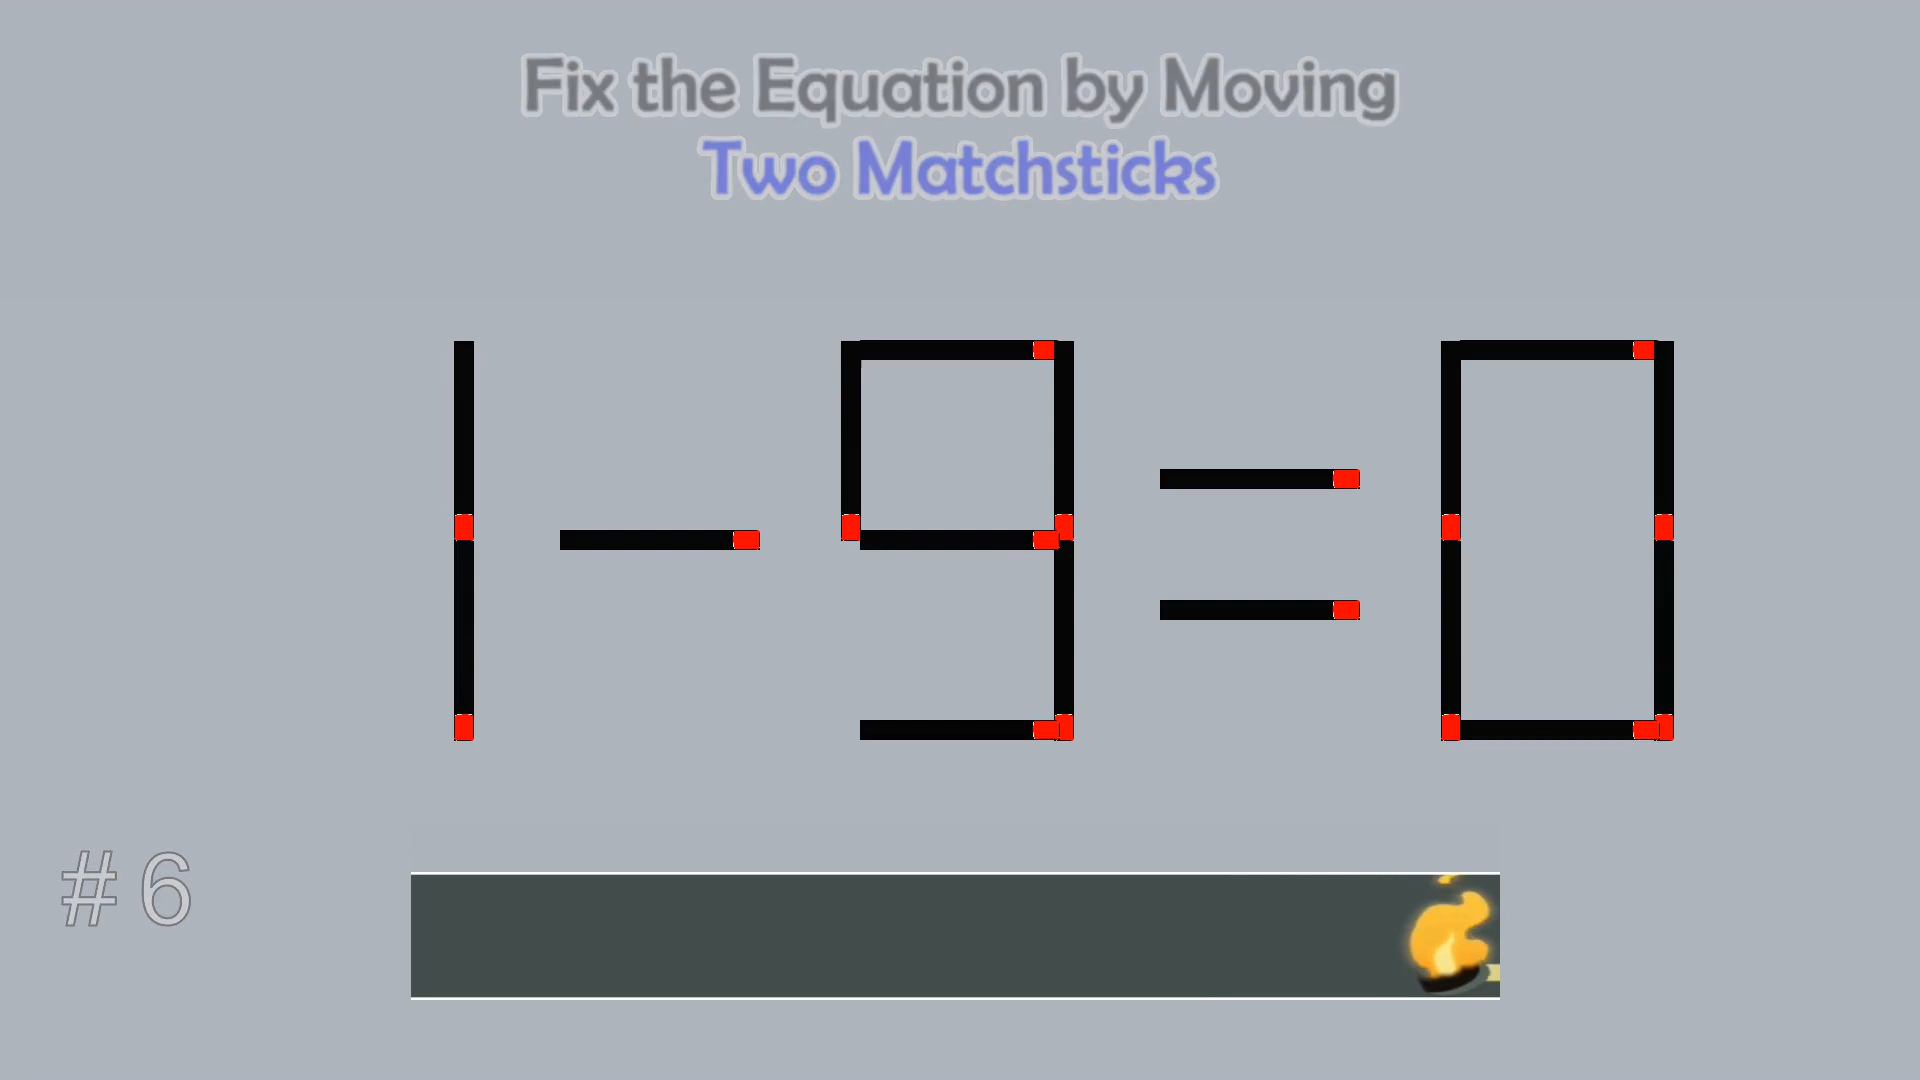 Fix the Equation by Moving
Two Matchsticks
1 - 9 = 0
# 6